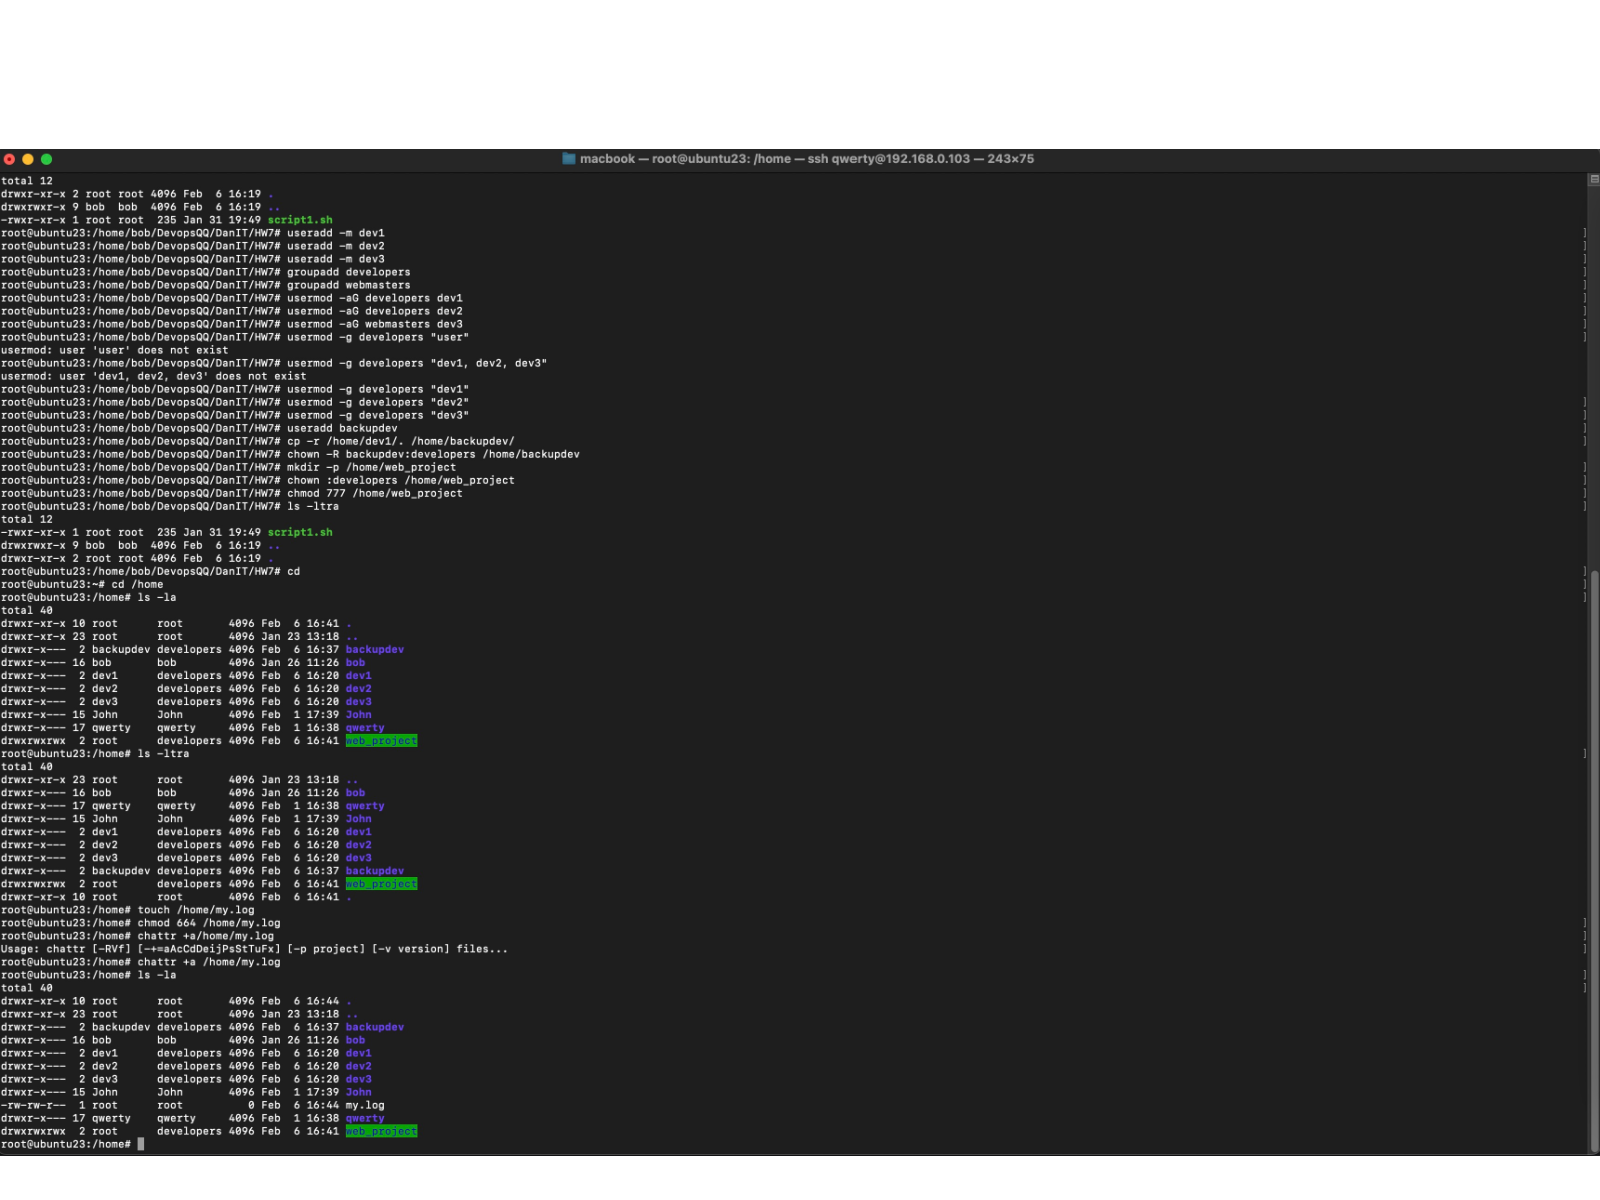 macbook — root@ubuntu23: /home — ssh qwerty@192.168.0.103 — 243×75
total 12
drwxr-xr-x 2 root root 4096 Feb  6 16:19 .
drwxrwxr-x 9 bob  bob  4096 Feb  6 16:19 ..
-rwxr-xr-x 1 root root  235 Jan 31 19:49 script1.sh
root@ubuntu23:/home/bob/DevopsQQ/DanIT/HW7# useradd -m dev1
root@ubuntu23:/home/bob/DevopsQQ/DanIT/HW7# useradd -m dev2
root@ubuntu23:/home/bob/DevopsQQ/DanIT/HW7# useradd -m dev3
root@ubuntu23:/home/bob/DevopsQQ/DanIT/HW7# groupadd developers
root@ubuntu23:/home/bob/DevopsQQ/DanIT/HW7# groupadd webmasters
root@ubuntu23:/home/bob/DevopsQQ/DanIT/HW7# usermod -aG developers dev1
root@ubuntu23:/home/bob/DevopsQQ/DanIT/HW7# usermod -aG developers dev2
root@ubuntu23:/home/bob/DevopsQQ/DanIT/HW7# usermod -aG webmasters dev3
root@ubuntu23:/home/bob/DevopsQQ/DanIT/HW7# usermod -g developers "user"
usermod: user 'user' does not exist
root@ubuntu23:/home/bob/DevopsQQ/DanIT/HW7# usermod -g developers "dev1, dev2, dev3"
usermod: user 'dev1, dev2, dev3' does not exist
root@ubuntu23:/home/bob/DevopsQQ/DanIT/HW7# usermod -g developers "dev1"
root@ubuntu23:/home/bob/DevopsQQ/DanIT/HW7# usermod -g developers "dev2"
root@ubuntu23:/home/bob/DevopsQQ/DanIT/HW7# usermod -g developers "dev3"
root@ubuntu23:/home/bob/DevopsQQ/DanIT/HW7# useradd backupdev
root@ubuntu23:/home/bob/DevopsQQ/DanIT/HW7# cp -r /home/dev1/. /home/backupdev/
root@ubuntu23:/home/bob/DevopsQQ/DanIT/HW7# chown -R backupdev:developers /home/backupdev
root@ubuntu23:/home/bob/DevopsQQ/DanIT/HW7# mkdir -p /home/web_project
root@ubuntu23:/home/bob/DevopsQQ/DanIT/HW7# chown :developers /home/web_project
root@ubuntu23:/home/bob/DevopsQQ/DanIT/HW7# chmod 777 /home/web_project
root@ubuntu23:/home/bob/DevopsQQ/DanIT/HW7# ls -ltra
total 12
-rwxr-xr-x 1 root root  235 Jan 31 19:49 script1.sh
drwxrwxr-x 9 bob  bob  4096 Feb  6 16:19 ..
drwxr-xr-x 2 root root 4096 Feb  6 16:19 .
root@ubuntu23:/home/bob/DevopsQQ/DanIT/HW7# cd
root@ubuntu23:~# cd /home
root@ubuntu23:/home# ls -la
total 40
drwxr-xr-x 10 root      root       4096 Feb  6 16:41 .
drwxr-xr-x 23 root      root       4096 Jan 23 13:18 ..
drwxr-x---  2 backupdev developers 4096 Feb  6 16:37 backupdev
drwxr-x--- 16 bob       bob        4096 Jan 26 11:26 bob
drwxr-x---  2 dev1      developers 4096 Feb  6 16:20 dev1
drwxr-x---  2 dev2      developers 4096 Feb  6 16:20 dev2
drwxr-x---  2 dev3      developers 4096 Feb  6 16:20 dev3
drwxr-x--- 15 John      John       4096 Feb  1 17:39 John
drwxr-x--- 17 qwerty    qwerty     4096 Feb  1 16:38 qwerty
drwxrwxrwx  2 root      developers 4096 Feb  6 16:41 web_project
root@ubuntu23:/home# ls -ltra
total 40
drwxr-xr-x 23 root      root       4096 Jan 23 13:18 ..
drwxr-x--- 16 bob       bob        4096 Jan 26 11:26 bob
drwxr-x--- 17 qwerty    qwerty     4096 Feb  1 16:38 qwerty
drwxr-x--- 15 John      John       4096 Feb  1 17:39 John
drwxr-x---  2 dev1      developers 4096 Feb  6 16:20 dev1
drwxr-x---  2 dev2      developers 4096 Feb  6 16:20 dev2
drwxr-x---  2 dev3      developers 4096 Feb  6 16:20 dev3
drwxr-x---  2 backupdev developers 4096 Feb  6 16:37 backupdev
drwxrwxrwx  2 root      developers 4096 Feb  6 16:41 web_project
drwxr-xr-x 10 root      root       4096 Feb  6 16:41 .
root@ubuntu23:/home# touch /home/my.log
root@ubuntu23:/home# chmod 664 /home/my.log
root@ubuntu23:/home# chattr +a/home/my.log
Usage: chattr [-RVf] [-+=aAcCdDeijPsStTuFx] [-p project] [-v version] files...
root@ubuntu23:/home# chattr +a /home/my.log
root@ubuntu23:/home# ls -la
total 40
drwxr-xr-x 10 root      root       4096 Feb  6 16:44 .
drwxr-xr-x 23 root      root       4096 Jan 23 13:18 ..
drwxr-x---  2 backupdev developers 4096 Feb  6 16:37 backupdev
drwxr-x--- 16 bob       bob        4096 Jan 26 11:26 bob
drwxr-x---  2 dev1      developers 4096 Feb  6 16:20 dev1
drwxr-x---  2 dev2      developers 4096 Feb  6 16:20 dev2
drwxr-x---  2 dev3      developers 4096 Feb  6 16:20 dev3
drwxr-x--- 15 John      John       4096 Feb  1 17:39 John
-rw-rw-r--  1 root      root          0 Feb  6 16:44 my.log
drwxr-x--- 17 qwerty    qwerty     4096 Feb  1 16:38 qwerty
drwxrwxrwx  2 root      developers 4096 Feb  6 16:41 web_project
root@ubuntu23:/home#